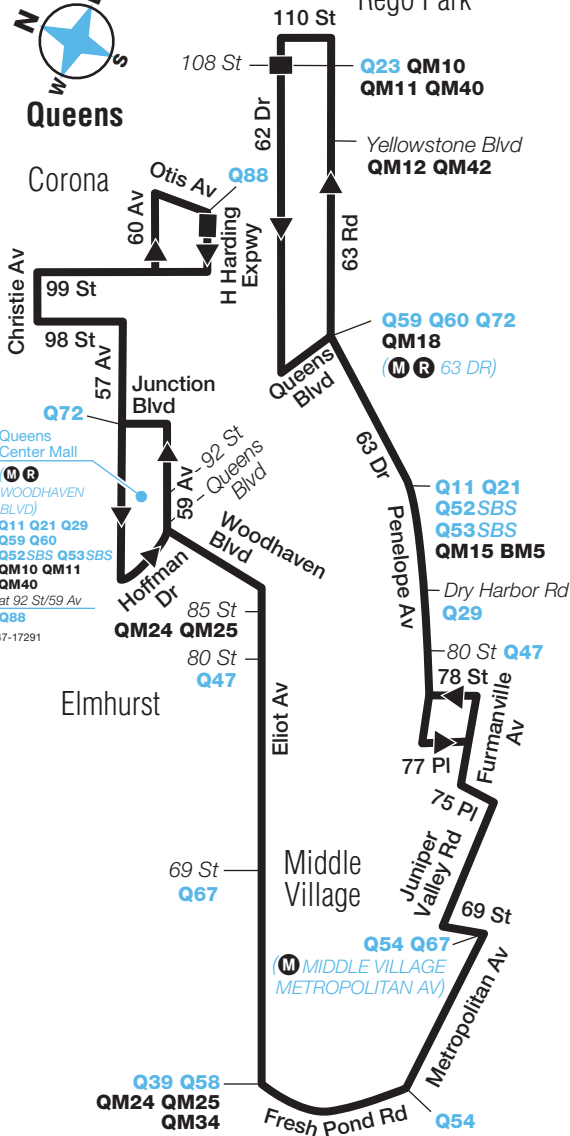 Rego Park
N
S
W
Queens
110 St
108 St
Q23 QM10
QM11 QM40
62 Dr
Yellowstone Blvd
QM12 QM42
63 Rd
Corona
Otis Av
Q88
60 Av
H Harding
Expwy
Christie Av
99 St
98 St
57 Av
Q59 Q60 Q72
QM18
(M R 63 DR)
Queens
Blvd
63 Dr
Junction
Blvd
Q72
92 St
Queens
Blvd
59 Av
Queens
Center Mall
(M R
WOODHAVEN
BLVD)
Q11 Q21 Q29
Q59 Q60
Q52SBS Q53SBS
QM10 QM11
QM40
at 92 St/59 Av
Q88
47-17291
Hoffman
Dr
Woodhaven
Blvd
Q11 Q21
Q52SBS
Q53SBS
QM15 BM5
Penelope Av
Dry Harbor Rd
Q29
85 St
QM24 QM25
80 St
Q47
80 St Q47
78 St
Elmhurst
Eliot Av
77 Pl
Furmanville
Av
75 Pl
69 St
Q67
Middle
Village
Juniper
Valley Rd
69 St
Q54 Q67
(M MIDDLE VILLAGE
METROPOLITAN AV)
Metropolitan Av
Q39 Q58
QM24 QM25
QM34
Fresh Pond Rd
Q54